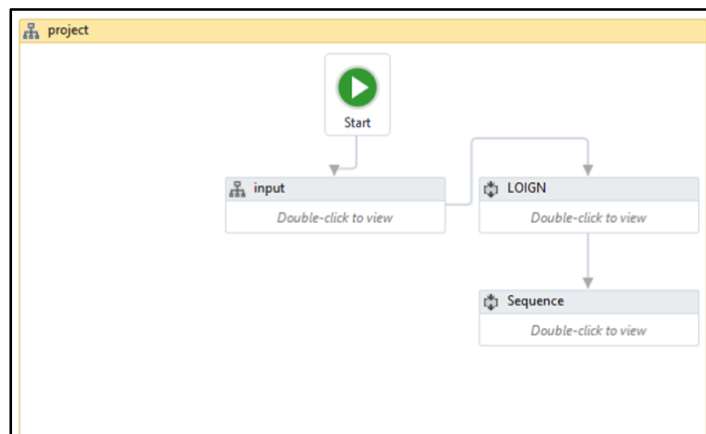 project
Start
input
Double-click to view
LOIGN
Double-click to view
Sequence
Double-click to view